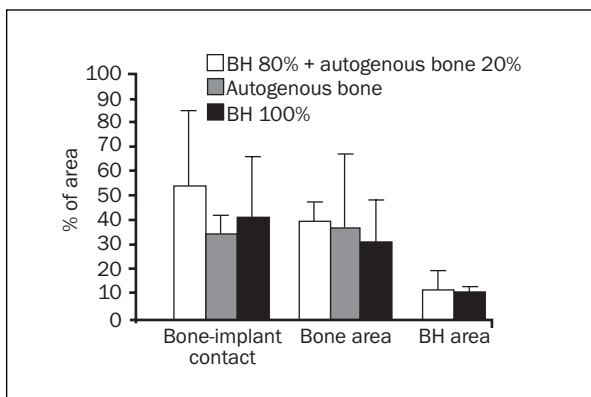 BH 80% + autogenous bone 20%
Autogenous bone
BH 100%
% of area
100
90
80
70
60
50
40
30
20
10
0
Bone-implant
contact
Bone area
BH area